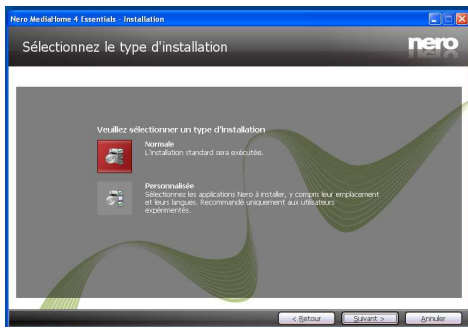 Nero MediaHome 4 Essentials - Installation
Sélectionnez le type d'installation
nero
Veuillez sélectionner un type d'installation
Normale
L'installation standard sera exécutée.
Personnalisée
Sélectionnez les applications Nero à installer, y compris leur emplacement
et leurs langues. Recommandé uniquement aux utilisateurs
expérimentés.
< Retour
Suivant >
Annuler